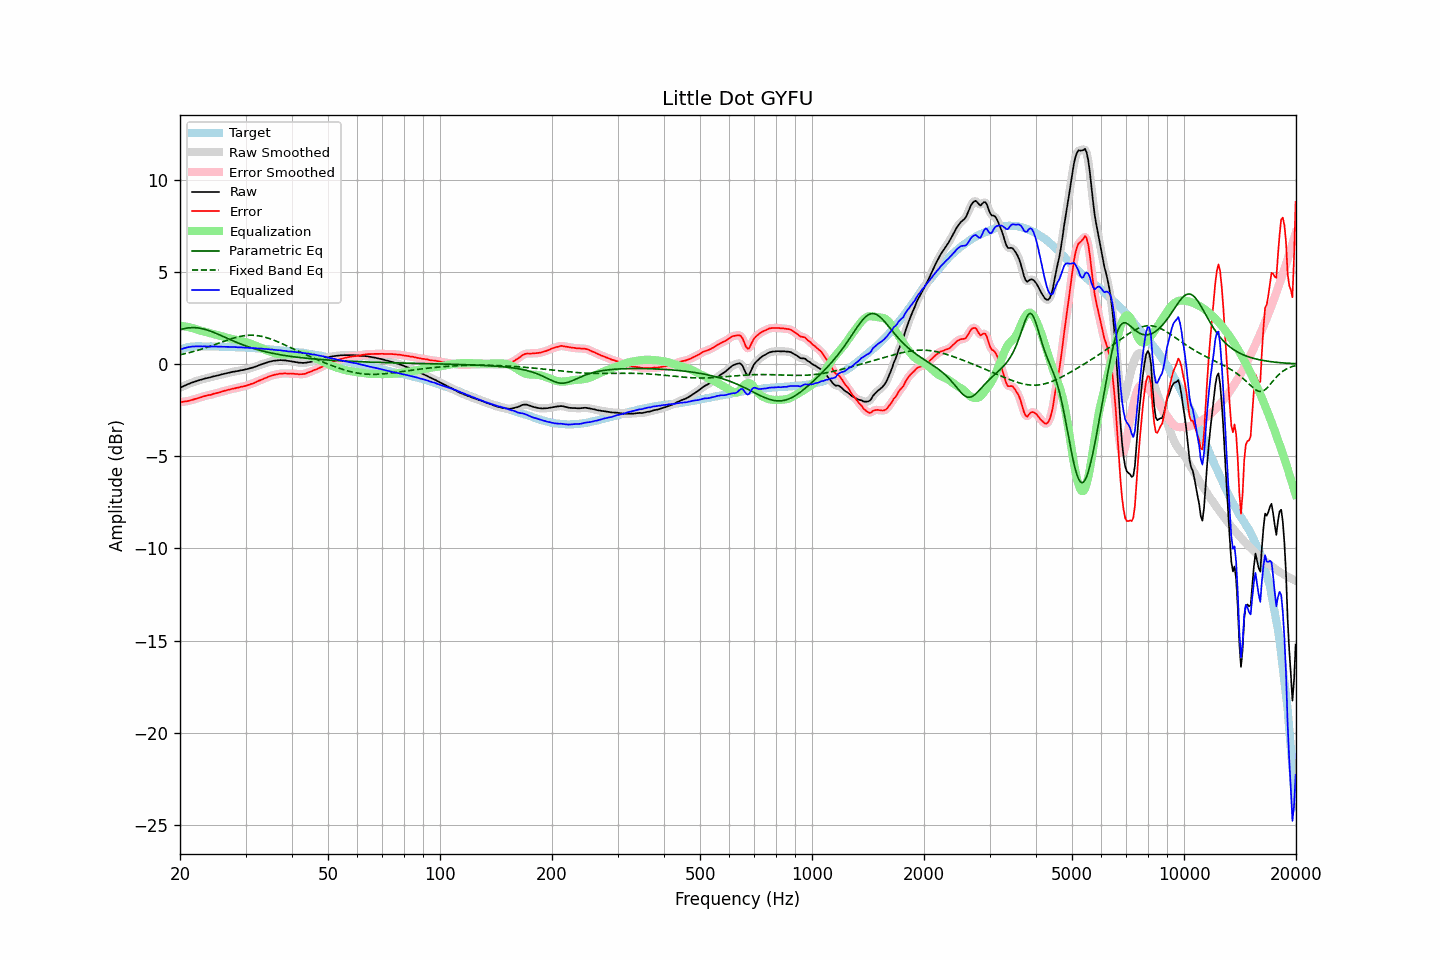 Little Dot GYFU
Target
Raw Smoothed
Error Smoothed
Raw
Error
Equalization
Parametric Eq
Fixed Band Eq
Equalized
10
5
0
−5
−10
−15
−20
−25
Amplitude (dBr)
20
50
100
200
500
1000
2000
5000
10000
20000
Frequency (Hz)